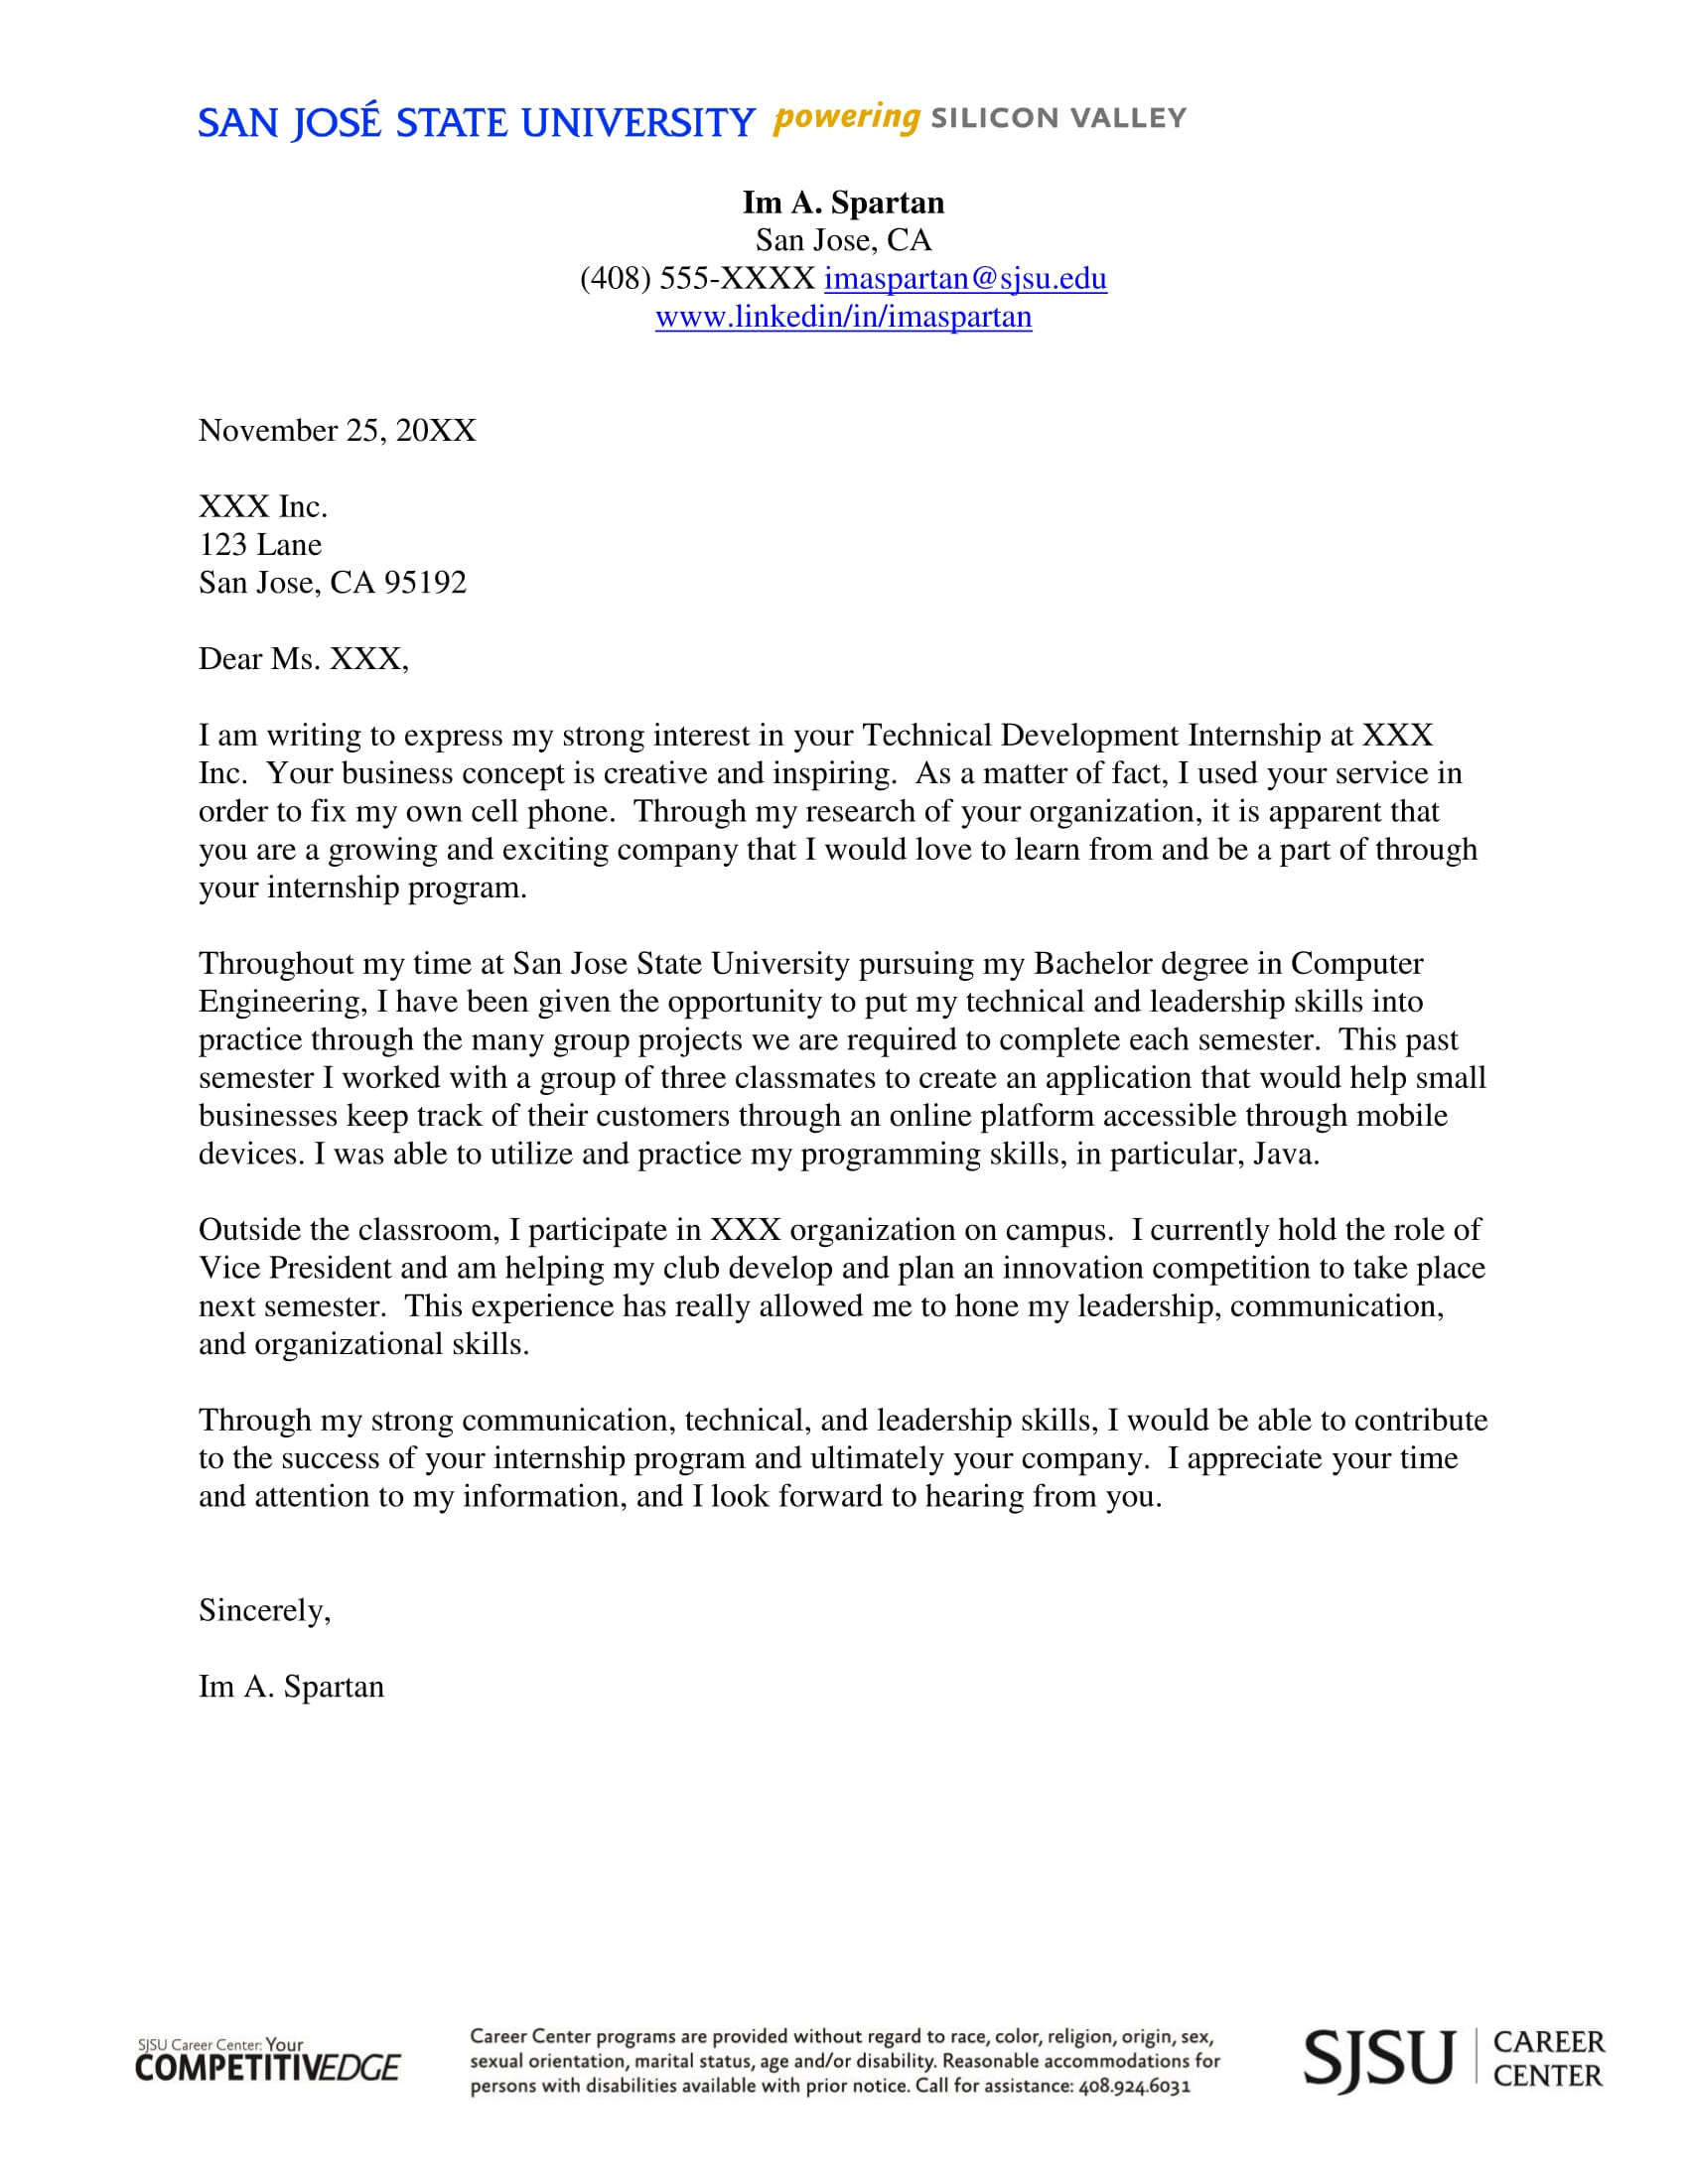 SAN JOSÉ STATE UNIVERSITY powering SILICON VALLEY
Im A. Spartan
San Jose, CA
(408) 555-XXXX imaspartan@sjsu.edu
www.linkedin/in/imaspartan
November 25, 20XX
XXX Inc.
123 Lane
San Jose, CA 95192
Dear Ms. XXX,
I am writing to express my strong interest in your Technical Development Internship at XXX
Inc.  Your business concept is creative and inspiring.  As a matter of fact, I used your service in
order to fix my own cell phone.  Through my research of your organization, it is apparent that
you are a growing and exciting company that I would love to learn from and be a part of through
your internship program.
Throughout my time at San Jose State University pursuing my Bachelor degree in Computer
Engineering, I have been given the opportunity to put my technical and leadership skills into
practice through the many group projects we are required to complete each semester.  This past
semester I worked with a group of three classmates to create an application that would help small
businesses keep track of their customers through an online platform accessible through mobile
devices. I was able to utilize and practice my programming skills, in particular, Java.
Outside the classroom, I participate in XXX organization on campus.  I currently hold the role of
Vice President and am helping my club develop and plan an innovation competition to take place
next semester.  This experience has really allowed me to hone my leadership, communication,
and organizational skills.
Through my strong communication, technical, and leadership skills, I would be able to contribute
to the success of your internship program and ultimately your company.  I appreciate your time
and attention to my information, and I look forward to hearing from you.
Sincerely,
Im A. Spartan
SJSU Career Center: Your
COMPETITIVEDGE
Career Center programs are provided without regard to race, color, religion, origin, sex,
sexual orientation, marital status, age and/or disability. Reasonable accommodations for
persons with disabilities available with prior notice. Call for assistance: 408.924.6031
SJSU CAREER
CENTER